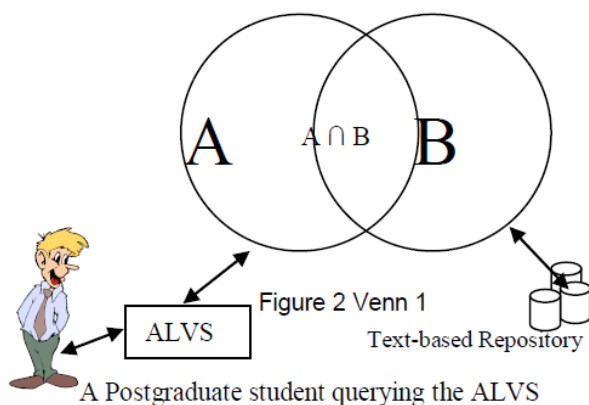 A
A ∩ B
B
Figure 2 Venn 1
ALVS
Text-based Repository
A Postgraduate student querying the ALVS